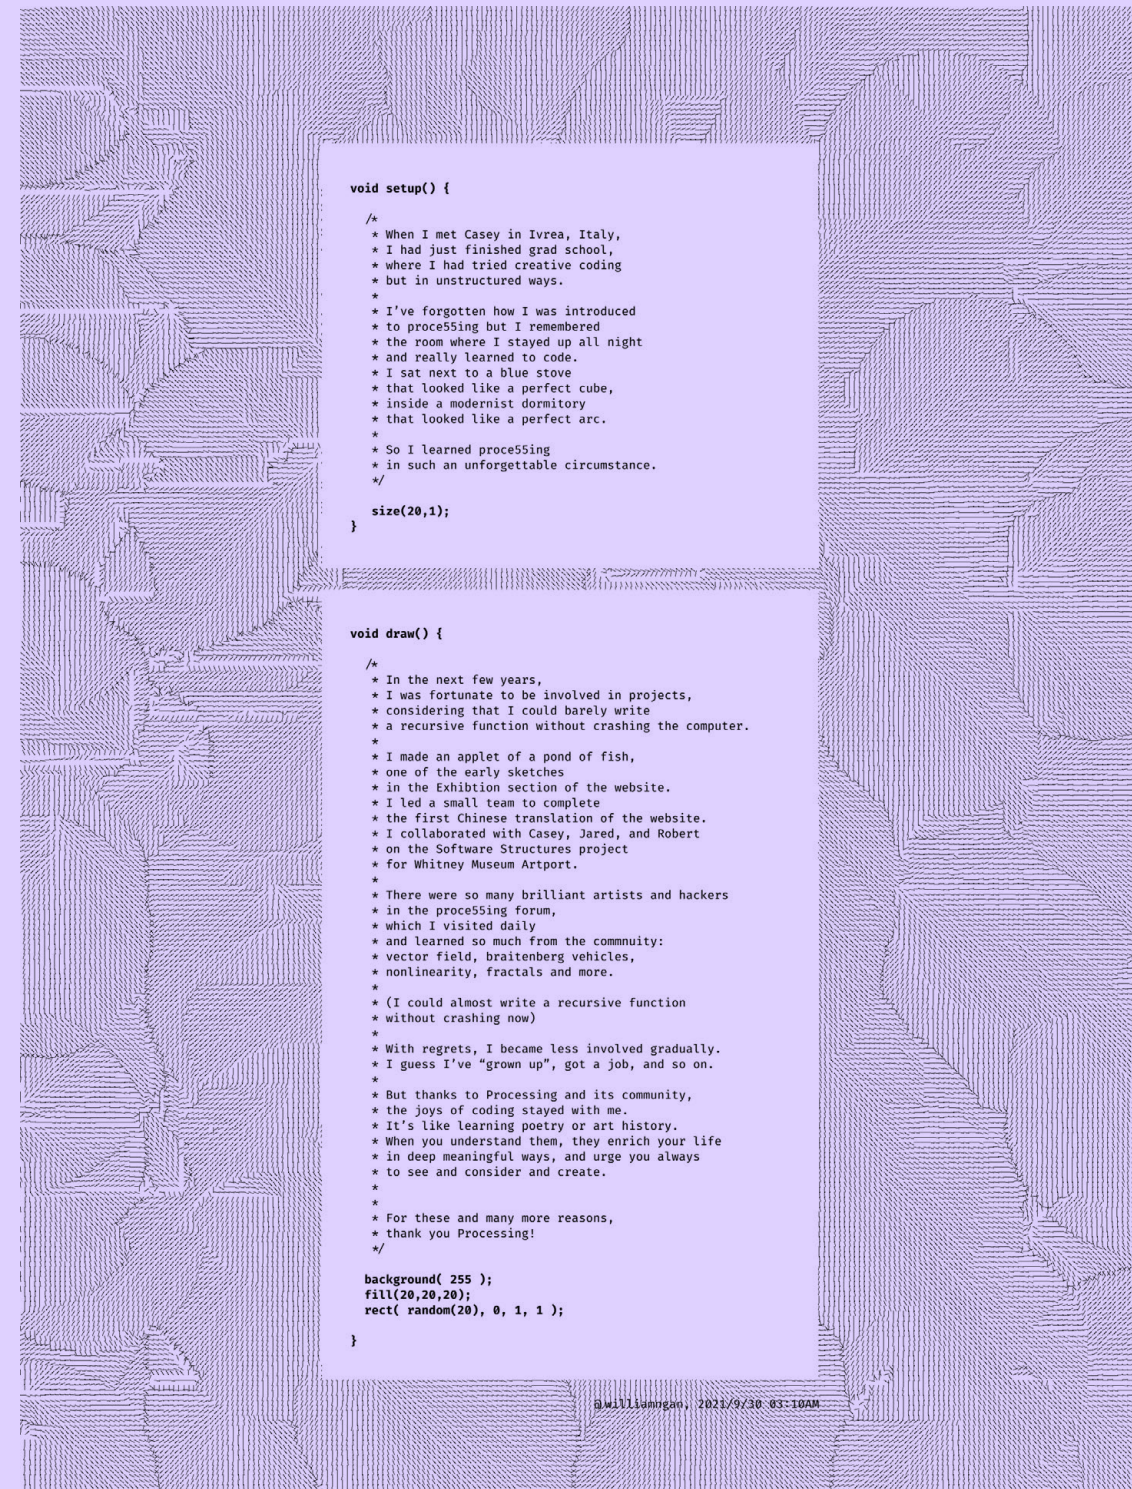 void setup() {
/*
* When I met Casey in Ivrea, Italy,
* I had just finished grad school,
* where I had tried creative coding
* but in unstructured ways.
*
* I’ve forgotten how I was introduced
* to proce55ing but I remembered
* the room where I stayed up all night
* and really learned to code.
* I sat next to a blue stove
* that looked like a perfect cube,
* inside a modernist dormitory
* that looked like a perfect arc.
*
* So I learned proce55ing
* in such an unforgettable circumstance.
*/
size(20,1);
}
void draw() {
/*
* In the next few years,
* I was fortunate to be involved in projects,
* considering that I could barely write
* a recursive function without crashing the computer.
*
* I made an applet of a pond of fish,
* one of the early sketches
* in the Exhibtion section of the website.
* I led a small team to complete
* the first Chinese translation of the website.
* I collaborated with Casey, Jared, and Robert
* on the Software Structures project
* for Whitney Museum Artport.
*
* There were so many brilliant artists and hackers
* in the proce55ing forum,
* which I visited daily
* and learned so much from the commnuity:
* vector field, braitenberg vehicles,
* nonlinearity, fractals and more.
*
* (I could almost write a recursive function
* without crashing now)
*
* With regrets, I became less involved gradually.
* I guess I’ve “grown up”, got a job, and so on.
*
* But thanks to Processing and its community,
* the joys of coding stayed with me.
* It’s like learning poetry or art history.
* When you understand them, they enrich your life
* in deep meaningful ways, and urge you always
* to see and consider and create.
*
*
* For these and many more reasons,
* thank you Processing!
*/
background( 255 );
fill(20,20,20);
rect( random(20), 0, 1, 1 );
}
@williamngan, 2021/9/30 03:10AM